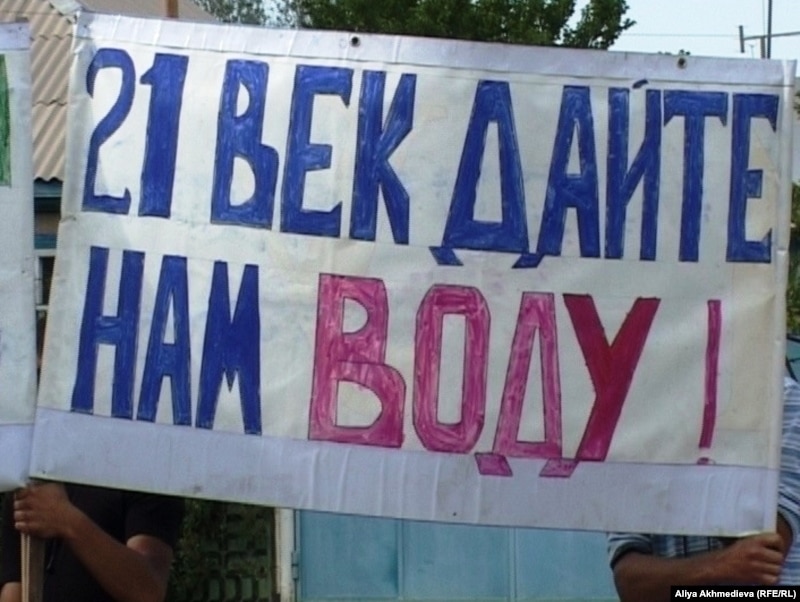 21 ВЕК ДАЙТЕ
НАМ ВОДУ!
Aliya Akhmedieva (RFE/RL)